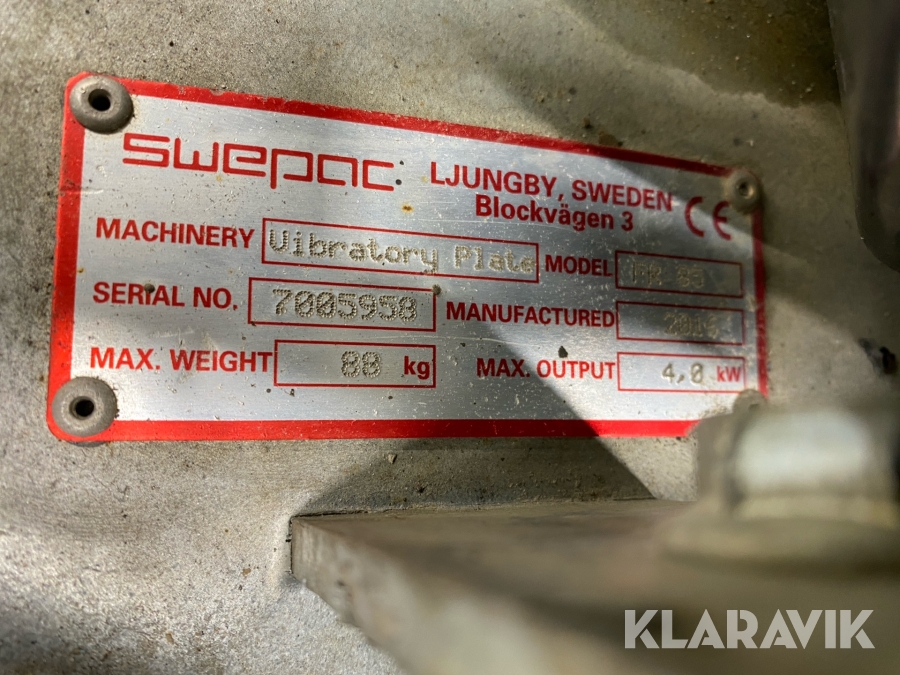 swepac LJUNGBY, SWEDEN
Blockvägen 3 CE
MACHINERY Vibratory Plate MODEL
SERIAL NO. 7005958 MANUFACTURED
MAX. WEIGHT 88 kg MAX. OUTPUT 4,0 kW
KLARAVIK